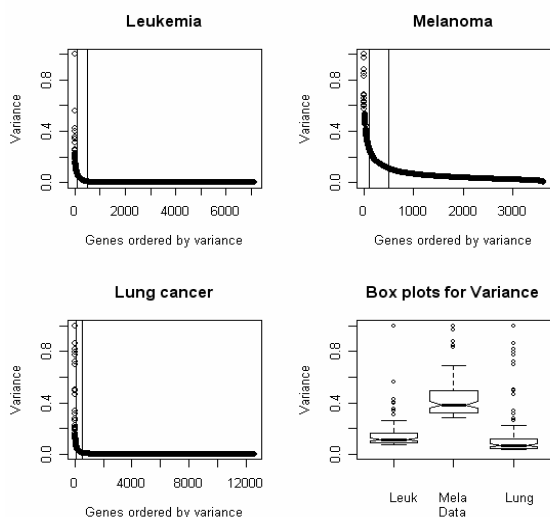 Leukemia
Variance
0.0 0.4 0.8
0 2000 4000 6000
Genes ordered by variance
Melanoma
Variance
0.0 0.4 0.8
0 1000 2000 3000
Genes ordered by variance
Lung cancer
Variance
0.0 0.4 0.8
0 4000 8000 12000
Genes ordered by variance
Box plots for Variance
Variance
0.0 0.4 0.8
Leuk Mela Lung
Data